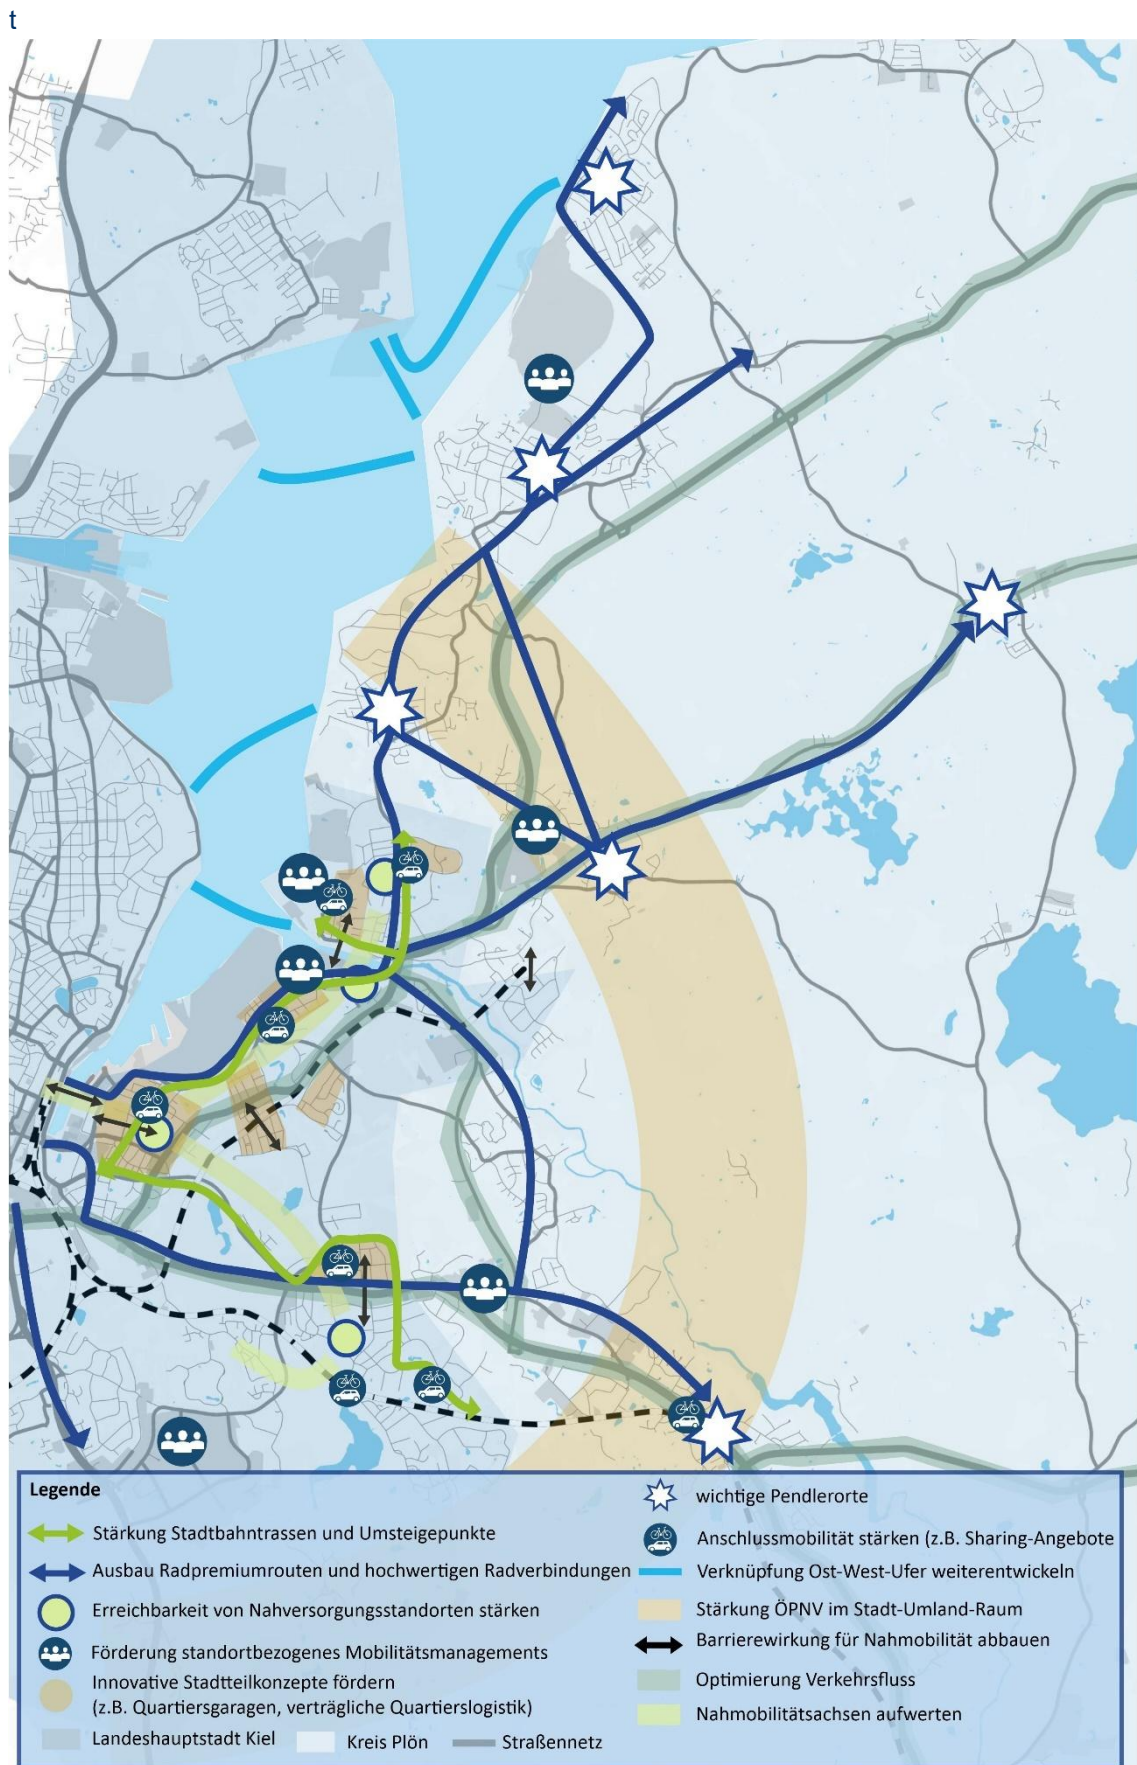 t
Legende
Stärkung Stadtbahntrassen und Umsteigepunkte
Ausbau Radpremiumrouten und hochwertigen Radverbindungen
Erreichbarkeit von Nahversorgungsstandorten stärken
Förderung standortbezogenes Mobilitätsmanagements
Innovative Stadtteilkonzepte fördern
(z.B. Quartiersgaragen, verträgliche Quartierslogistik)
Landeshauptstadt Kiel
Kreis Plön
Straßennetz
wichtige Pendlerorte
Anschlussmobilität stärken (z.B. Sharing-Angebote
Verknüpfung Ost-West-Ufer weiterentwickeln
Stärkung ÖPNV im Stadt-Umland-Raum
Barrierewirkung für Nahmobilität abbauen
Optimierung Verkehrsfluss
Nahmobilitätsachsen aufwerten